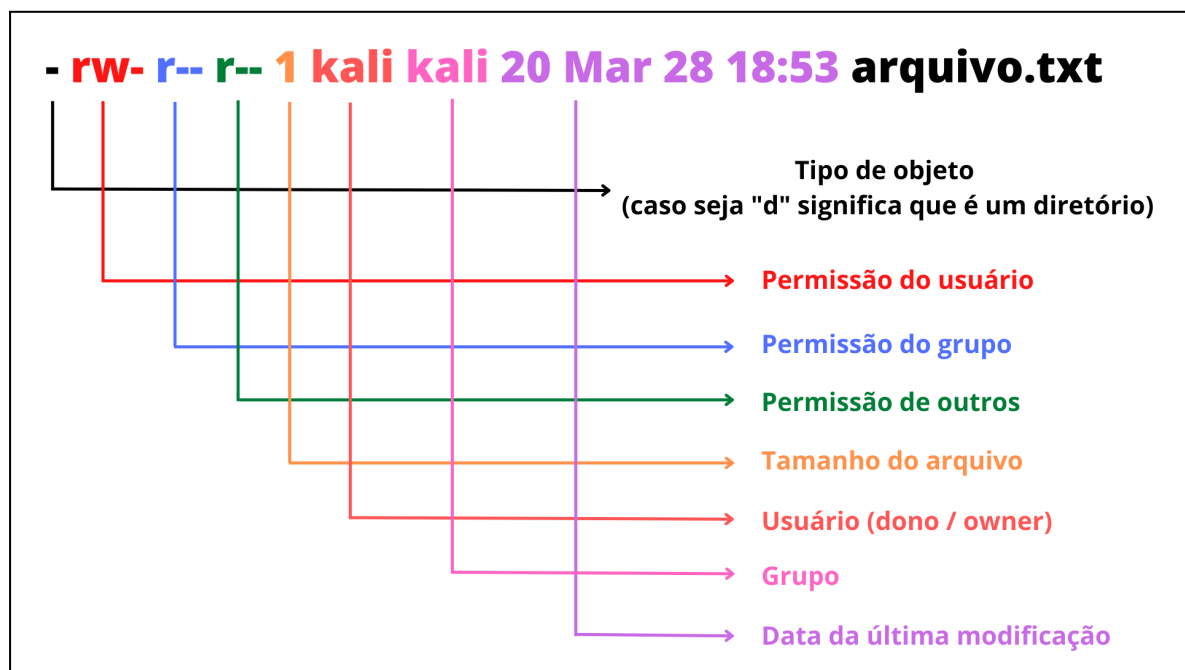 - rw- r-- r-- 1 kali kali 20 Mar 28 18:53 arquivo.txt
Tipo de objeto
(caso seja "d" significa que é um diretório)
Permissão do usuário
Permissão do grupo
Permissão de outros
Tamanho do arquivo
Usuário (dono / owner)
Grupo
Data da última modificação